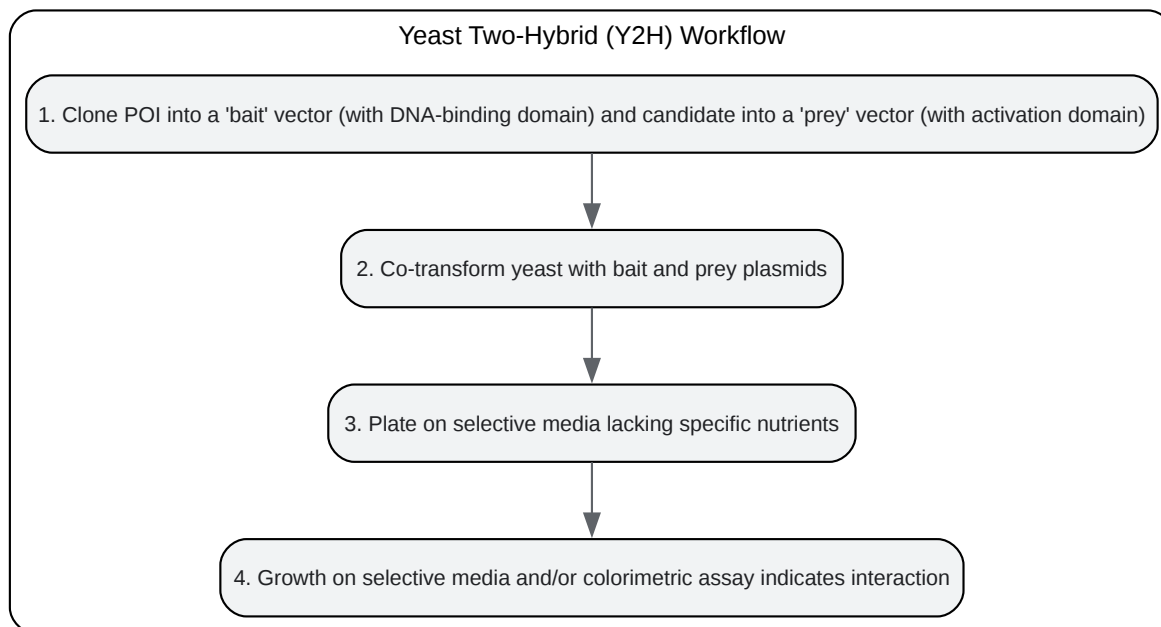 Yeast Two-Hybrid (Y2H) Workflow
1. Clone POI into a 'bait' vector (with DNA-binding domain) and candidate into a 'prey' vector (with activation domain)
2. Co-transform yeast with bait and prey plasmids
3. Plate on selective media lacking specific nutrients
4. Growth on selective media and/or colorimetric assay indicates interaction